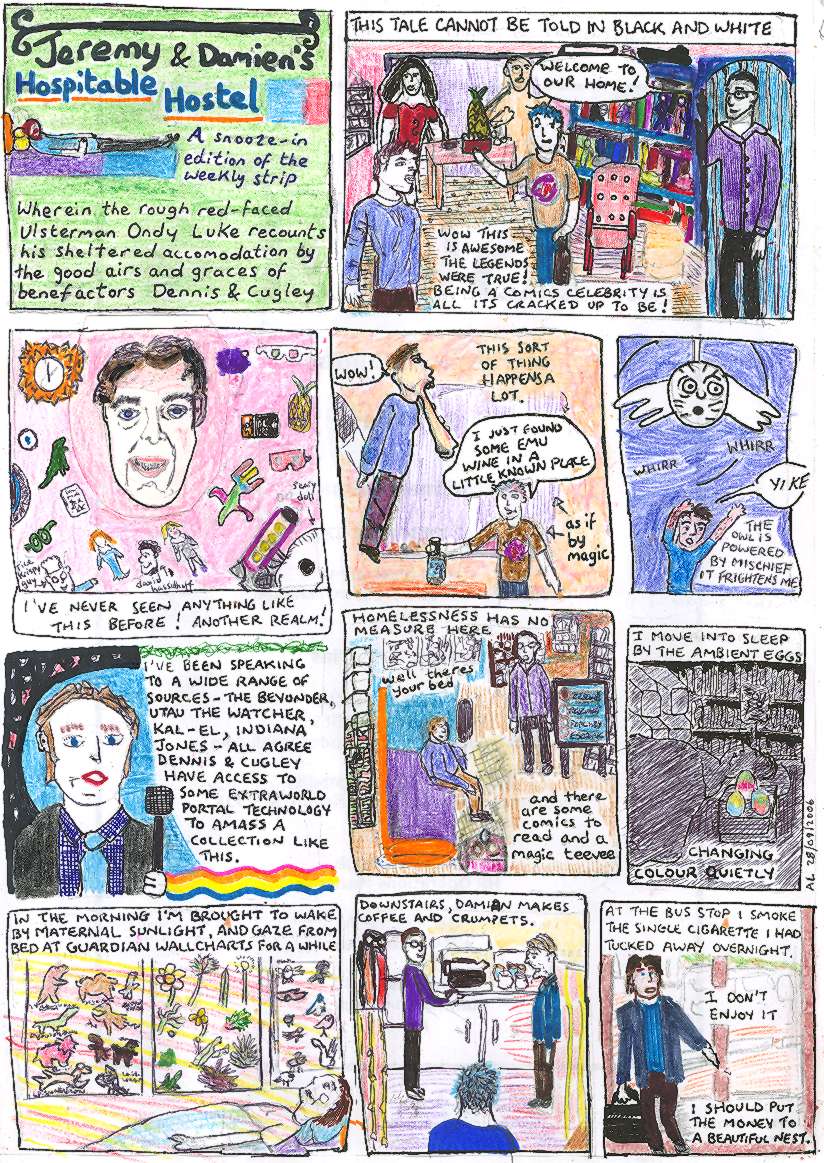 Jeremy & Damien's
Hospitable
Hostel
A snooze-in
edition of the
weekly strip
Wherein the rough red-faced
Ulsterman Ondy Luke recounts
his sheltered accomodation by
the good airs and graces of
benefactors Dennis & Cugley
THIS TALE CANNOT BE TOLD IN BLACK AND WHITE
WELCOME TO
OUR HOME!
WOW THIS
IS AWESOME
THE LEGENDS
WERE TRUE!
BEING A COMICS CELEBRITY IS
ALL ITS CRACKED UP TO BE!
scary
doll
rice
krispy
guy
david
hasselhoff
I'VE NEVER SEEN ANYTHING LIKE
THIS BEFORE! ANOTHER REALM!
WOW!
THIS SORT
OF THING
HAPPENS A
LOT.
I JUST FOUND
SOME EMU
WINE IN A
LITTLE KNOWN PLACE
as if
by
magic
WHIRR
WHIRR
YIKE
THE
OWL IS
POWERED
BY MISCHIEF
IT FRIGHTENS ME
I'VE BEEN SPEAKING
TO A WIDE RANGE OF
SOURCES - THE BEYONDER,
UTAU THE WATCHER,
KAL-EL, INDIANA
JONES - ALL AGREE
DENNIS & CUGLEY
HAVE ACCESS TO
SOME EXTRAWORLD
PORTAL TECHNOLOGY
TO AMASS A
COLLECTION LIKE
THIS.
HOMELESSNESS HAS NO
MEASURE HERE
well theres
your bed
and there
are some
comics to
read and a
magic teevee
I MOVE INTO SLEEP
BY THE AMBIENT EGGS
CHANGING
COLOUR QUIETLY
A.L. 28/09/2006
IN THE MORNING I'M BROUGHT TO WAKE
BY MATERNAL SUNLIGHT, AND GAZE FROM
BED AT GUARDIAN WALLCHARTS FOR A WHILE
DOWNSTAIRS, DAMIAN MAKES
COFFEE AND CRUMPETS.
AT THE BUS STOP I SMOKE
THE SINGLE CIGARETTE I HAD
TUCKED AWAY OVERNIGHT.
I DON'T
ENJOY IT
I SHOULD PUT
THE MONEY TO
A BEAUTIFUL NEST.